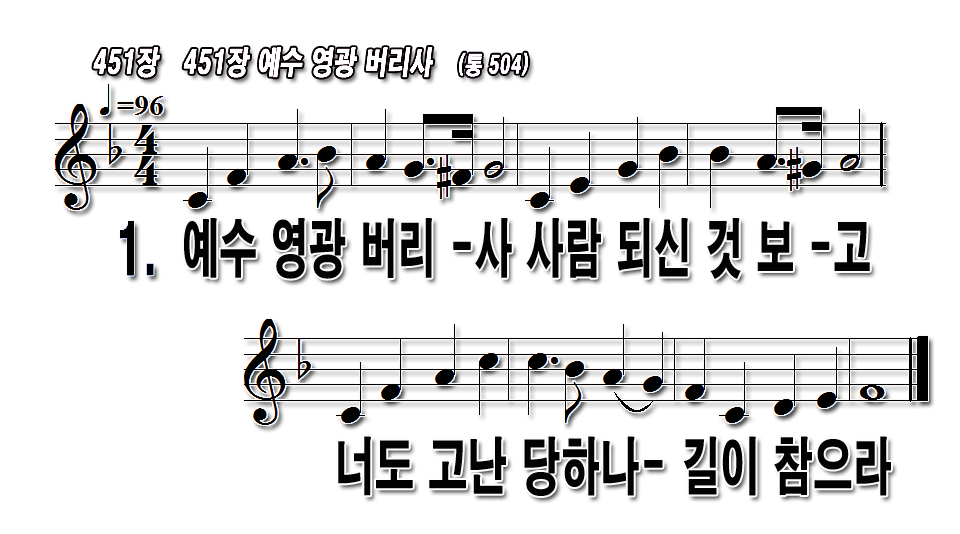 451장 451장 예수 영광 버리사 (통 504)
♩=96
4
4
1. 예수 영광 버리 -사 사람 되신 것 보 -고
너도 고난 당하나- 길이 참으라